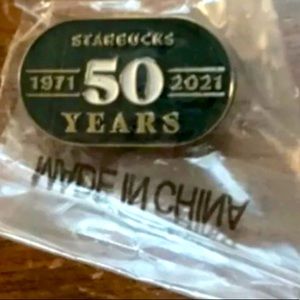 STARBUCKS
1971 50 2021
YEARS
MADE IN CHINA